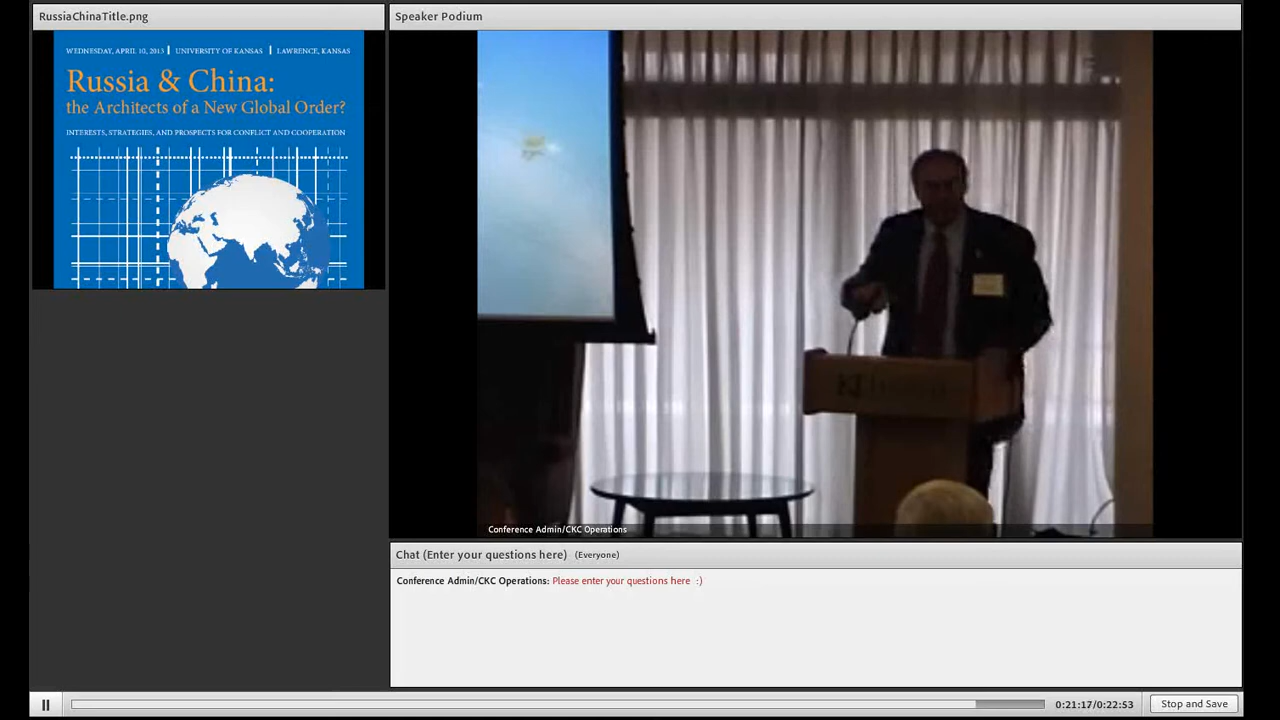 RussiaChinaTitle.png
WEDNESDAY, APRIL 10, 2013 | UNIVERSITY OF KANSAS | LAWRENCE, KANSAS
Russia & China:
the Architects of a New Global Order?
INTERESTS, STRATEGIES, AND PROSPECTS FOR CONFLICT AND COOPERATION
Speaker Podium
Conference Admin/CKC Operations
Chat (Enter your questions here) (Everyone)
Conference Admin/CKC Operations: Please enter your questions here :)
0:21:17/0:22:53
Stop and Save